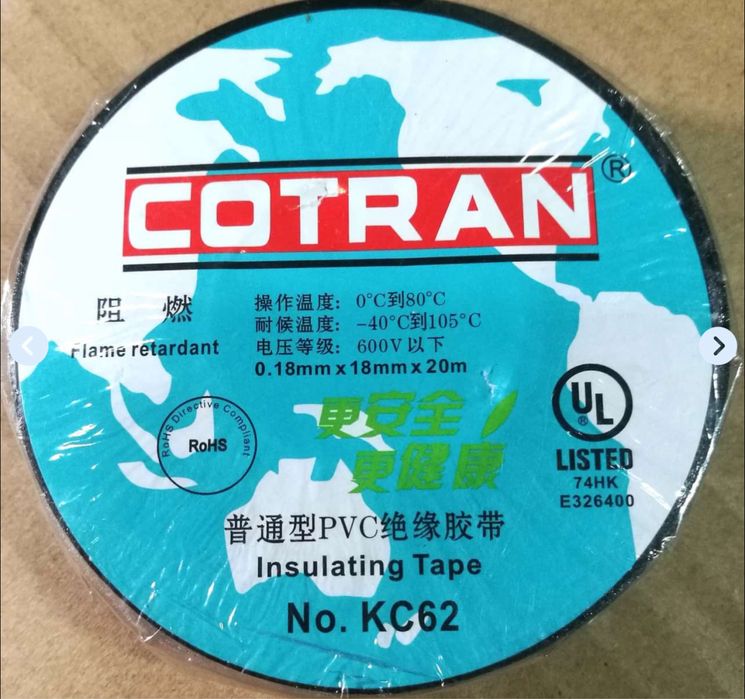 COTRAN®
阻 燃
Flame retardant
操作温度: 0°C到80°C
耐候温度: -40°C到105°C
电压等级: 600V 以下
0.18mm x 18mm x 20m
RoHS Directive Compliant
RoHS
更安全
更健康
UL®
LISTED
74HK
E326400
普通型PVC绝缘胶带
Insulating Tape
No. KC62